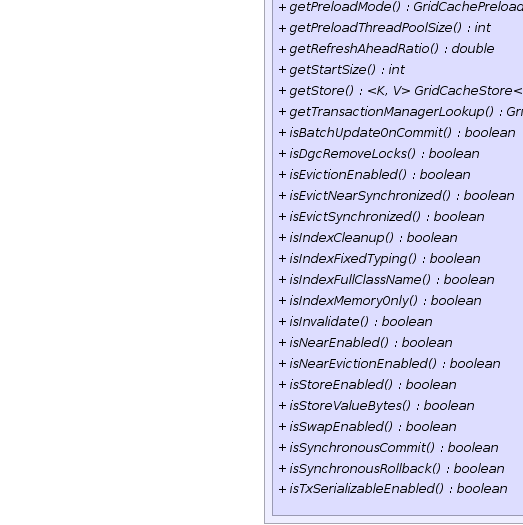 + getPreloadMode() : GridCachePreload
+ getPreloadThreadPoolSize() : int
+ getRefreshAheadRatio() : double
+ getStartSize() : int
+ getStore() : <K, V> GridCacheStore<
+ getTransactionManagerLookup() : Gri
+ isBatchUpdateOnCommit() : boolean
+ isDgcRemoveLocks() : boolean
+ isEvictionEnabled() : boolean
+ isEvictNearSynchronized() : boolean
+ isEvictSynchronized() : boolean
+ isIndexCleanup() : boolean
+ isIndexFixedTyping() : boolean
+ isIndexFullClassName() : boolean
+ isIndexMemoryOnly() : boolean
+ isInvalidate() : boolean
+ isNearEnabled() : boolean
+ isNearEvictionEnabled() : boolean
+ isStoreEnabled() : boolean
+ isStoreValueBytes() : boolean
+ isSwapEnabled() : boolean
+ isSynchronousCommit() : boolean
+ isSynchronousRollback() : boolean
+ isTxSerializableEnabled() : boolean